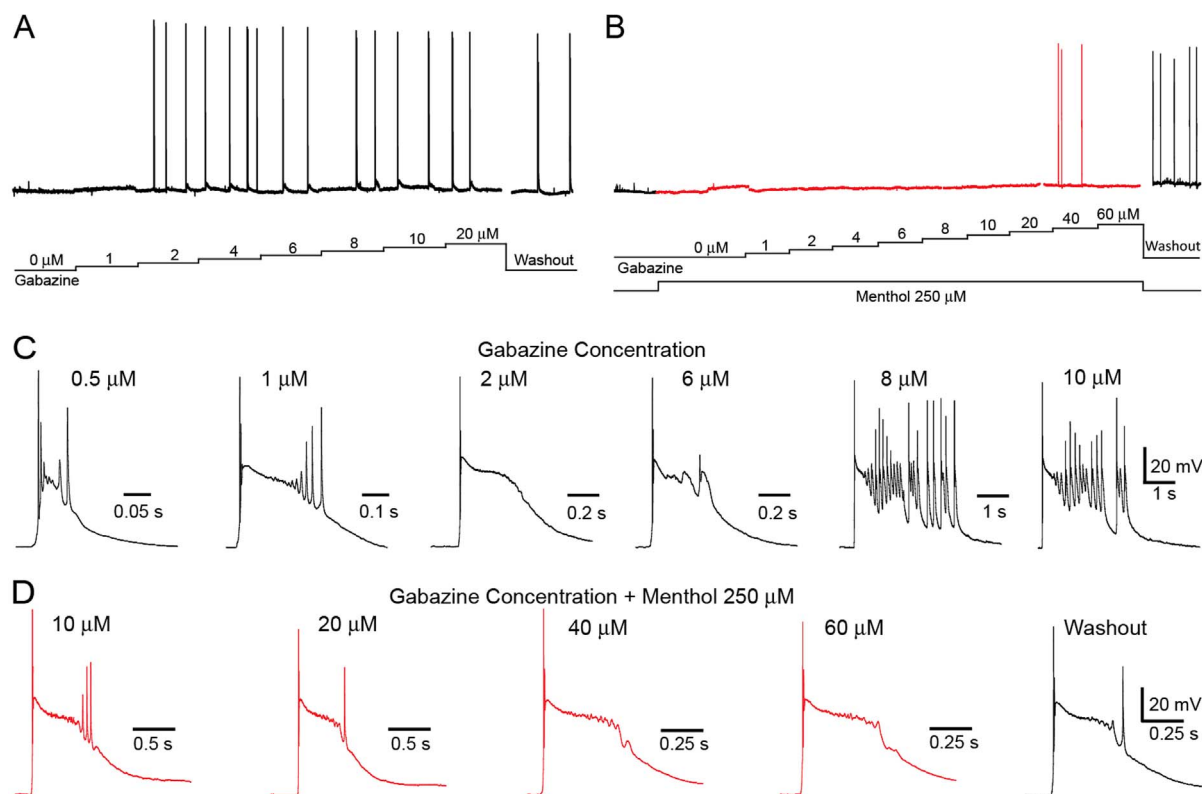 A
0 µM 1 2 4 6 8 10 20 µM
Gabazine
Washout
B
0 µM 1 2 4 6 8 10 20 40 60 µM
Gabazine
Washout
Menthol 250 µM
C
Gabazine Concentration
0.5 µM 1 µM 2 µM 6 µM 8 µM 10 µM
0.05 s 0.1 s 0.2 s 0.2 s 1 s 20 mV
1 s
D
Gabazine Concentration + Menthol 250 µM
10 µM 20 µM 40 µM 60 µM Washout
0.5 s 0.5 s 0.25 s 0.25 s 20 mV
0.25 s